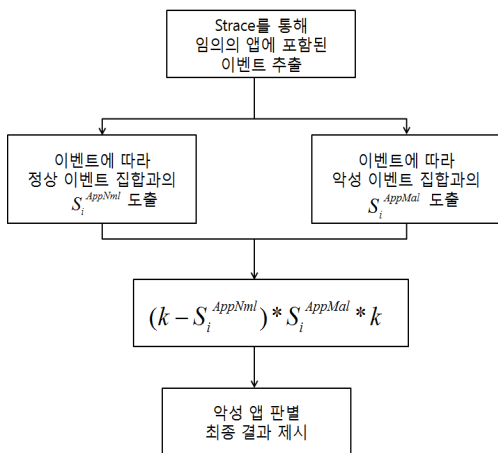 Strace를 통해
임의의 앱에 포함된
이벤트 추출
이벤트에 따라
정상 이벤트 집합과의
S_i^{AppNml} 도출
이벤트에 따라
악성 이벤트 집합과의
S_i^{AppMal} 도출
(k − S_i^{AppNml}) * S_i^{AppMal} * k
악성 앱 판별
최종 결과 제시